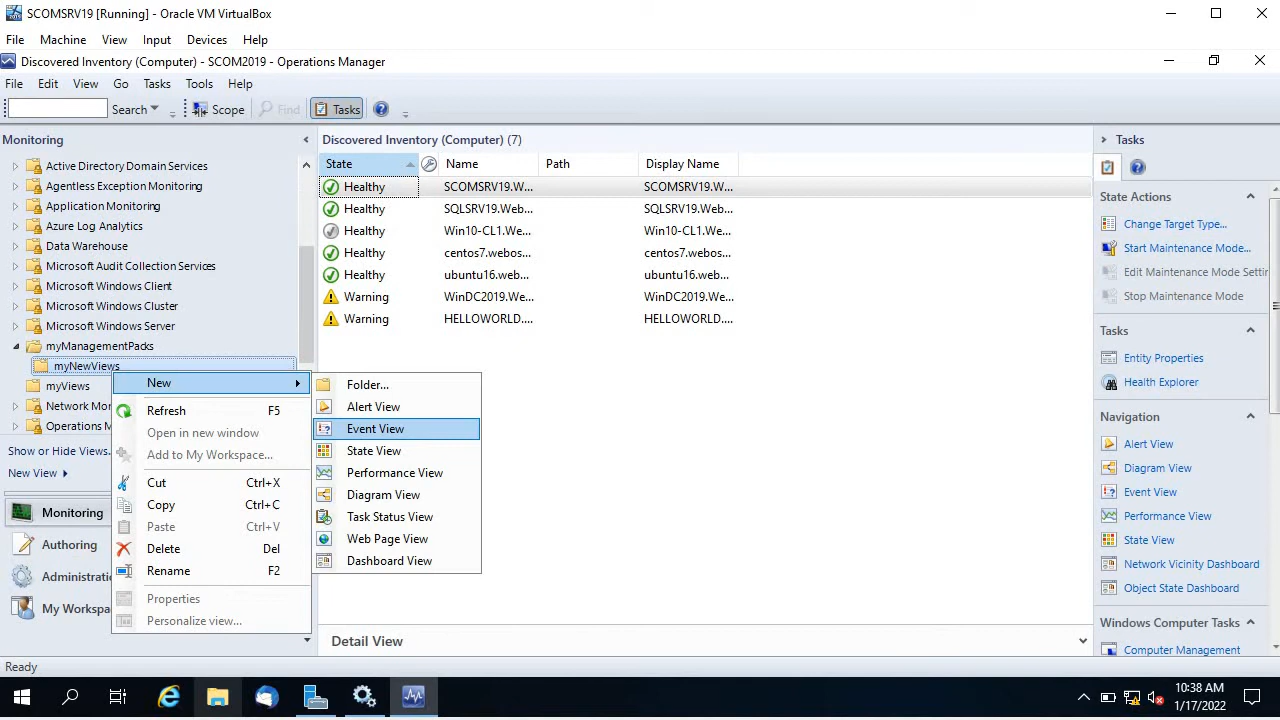 SCOMSRV19 [Running] - Oracle VM VirtualBox
File Machine View Input Devices Help
Discovered Inventory (Computer) - SCOM2019 - Operations Manager
File Edit View Go Tasks Tools Help
Search Scope Find Tasks
Monitoring
Active Directory Domain Services
Agentless Exception Monitoring
Application Monitoring
Azure Log Analytics
Data Warehouse
Microsoft Audit Collection Services
Microsoft Windows Client
Microsoft Windows Cluster
Microsoft Windows Server
myManagementPacks
myNewViews
myViews
Network Mor
Operations M
Show or Hide Views.
New View
Monitoring
Authoring
Administratio
My Workspa
New
Refresh F5
Open in new window
Add to My Workspace...
Cut Ctrl+X
Copy Ctrl+C
Paste Ctrl+V
Delete Del
Rename F2
Properties
Personalize view...
Folder...
Alert View
Event View
State View
Performance View
Diagram View
Task Status View
Web Page View
Dashboard View
Discovered Inventory (Computer) (7)
State Name Path Display Name
Healthy SCOMSRV19.W... SCOMSRV19.W...
Healthy SQLSRV19.Web... SQLSRV19.Web...
Healthy Win10-CL1.We... Win10-CL1.We...
Healthy centos7.webos... centos7.webos...
Healthy ubuntu16.web... ubuntu16.web...
Warning WinDC2019.We... WinDC2019.We...
Warning HELLOWORLD.... HELLOWORLD....
Detail View
Tasks
State Actions
Change Target Type...
Start Maintenance Mode...
Edit Maintenance Mode Settin
Stop Maintenance Mode
Tasks
Entity Properties
Health Explorer
Navigation
Alert View
Diagram View
Event View
Performance View
State View
Network Vicinity Dashboard
Object State Dashboard
Windows Computer Tasks
Computer Management
Ready
10:38 AM
1/17/2022